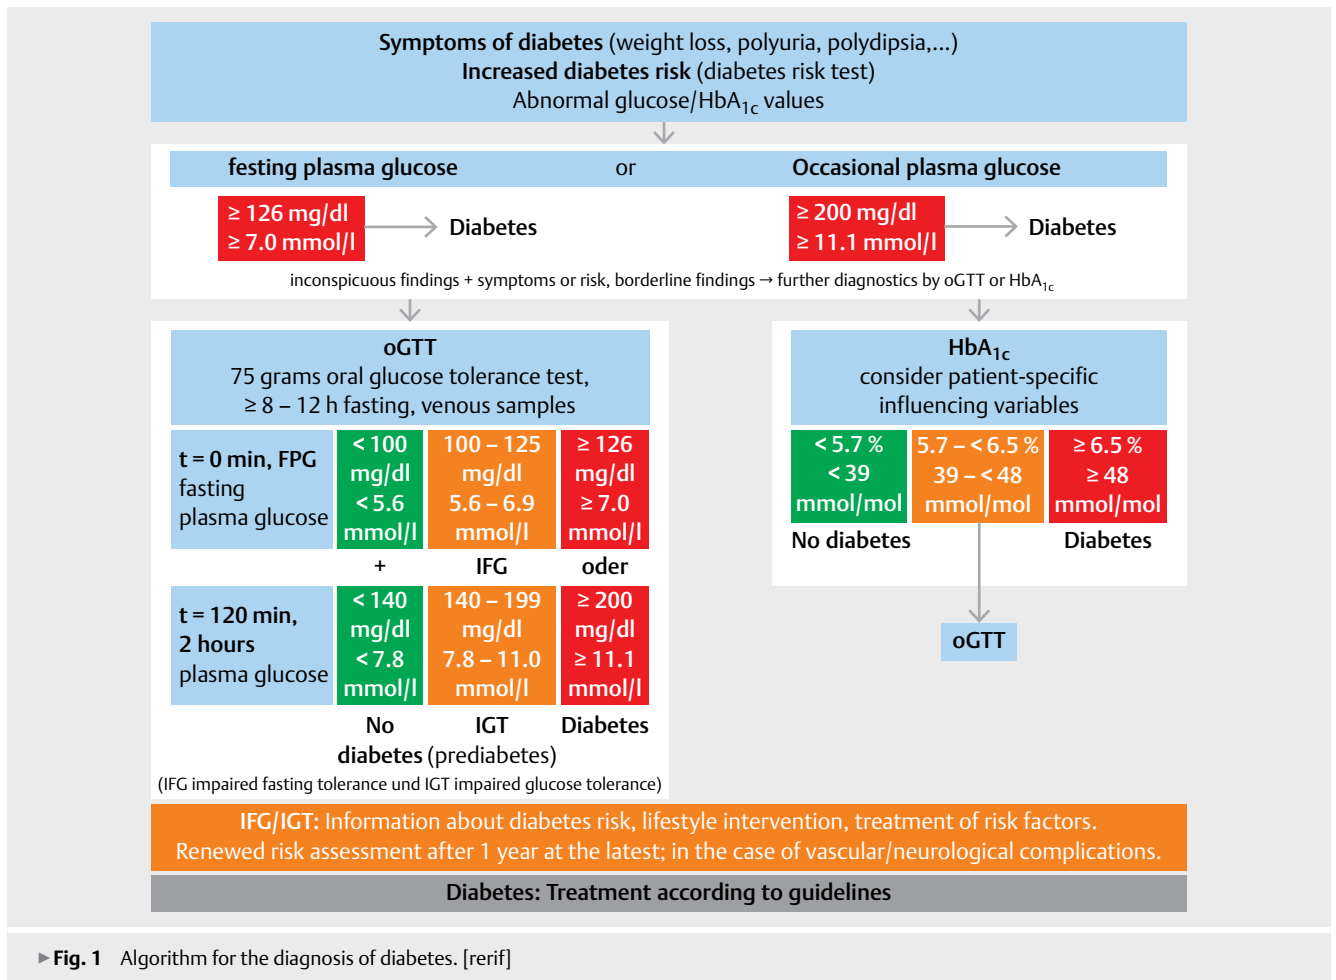 Symptoms of diabetes (weight loss, polyuria, polydipsia,...)
Increased diabetes risk (diabetes risk test)
Abnormal glucose/HbA1c values
festing plasma glucose or Occasional plasma glucose
≥ 126 mg/dl
≥ 7.0 mmol/l
Diabetes
≥ 200 mg/dl
≥ 11.1 mmol/l
Diabetes
inconspicuous findings + symptoms or risk, borderline findings → further diagnostics by oGTT or HbA1c
oGTT
75 grams oral glucose tolerance test,
≥ 8 – 12 h fasting, venous samples
t = 0 min, FPG
fasting
plasma glucose
< 100
mg/dl
< 5.6
mmol/l
100 – 125
mg/dl
5.6 – 6.9
mmol/l
≥ 126
mg/dl
≥ 7.0
mmol/l
+ IFG oder
t = 120 min,
2 hours
plasma glucose
< 140
mg/dl
< 7.8
mmol/l
140 – 199
mg/dl
7.8 – 11.0
mmol/l
≥ 200
mg/dl
≥ 11.1
mmol/l
No IGT Diabetes
diabetes (prediabetes)
(IFG impaired fasting tolerance und IGT impaired glucose tolerance)
HbA1c
consider patient-specific
influencing variables
< 5.7 %
< 39
mmol/mol
5.7 – < 6.5 %
39 – < 48
mmol/mol
≥ 6.5 %
≥ 48
mmol/mol
No diabetes Diabetes
oGTT
IFG/IGT: Information about diabetes risk, lifestyle intervention, treatment of risk factors.
Renewed risk assessment after 1 year at the latest; in the case of vascular/neurological complications.
Diabetes: Treatment according to guidelines
▶ Fig. 1 Algorithm for the diagnosis of diabetes. [rerif]